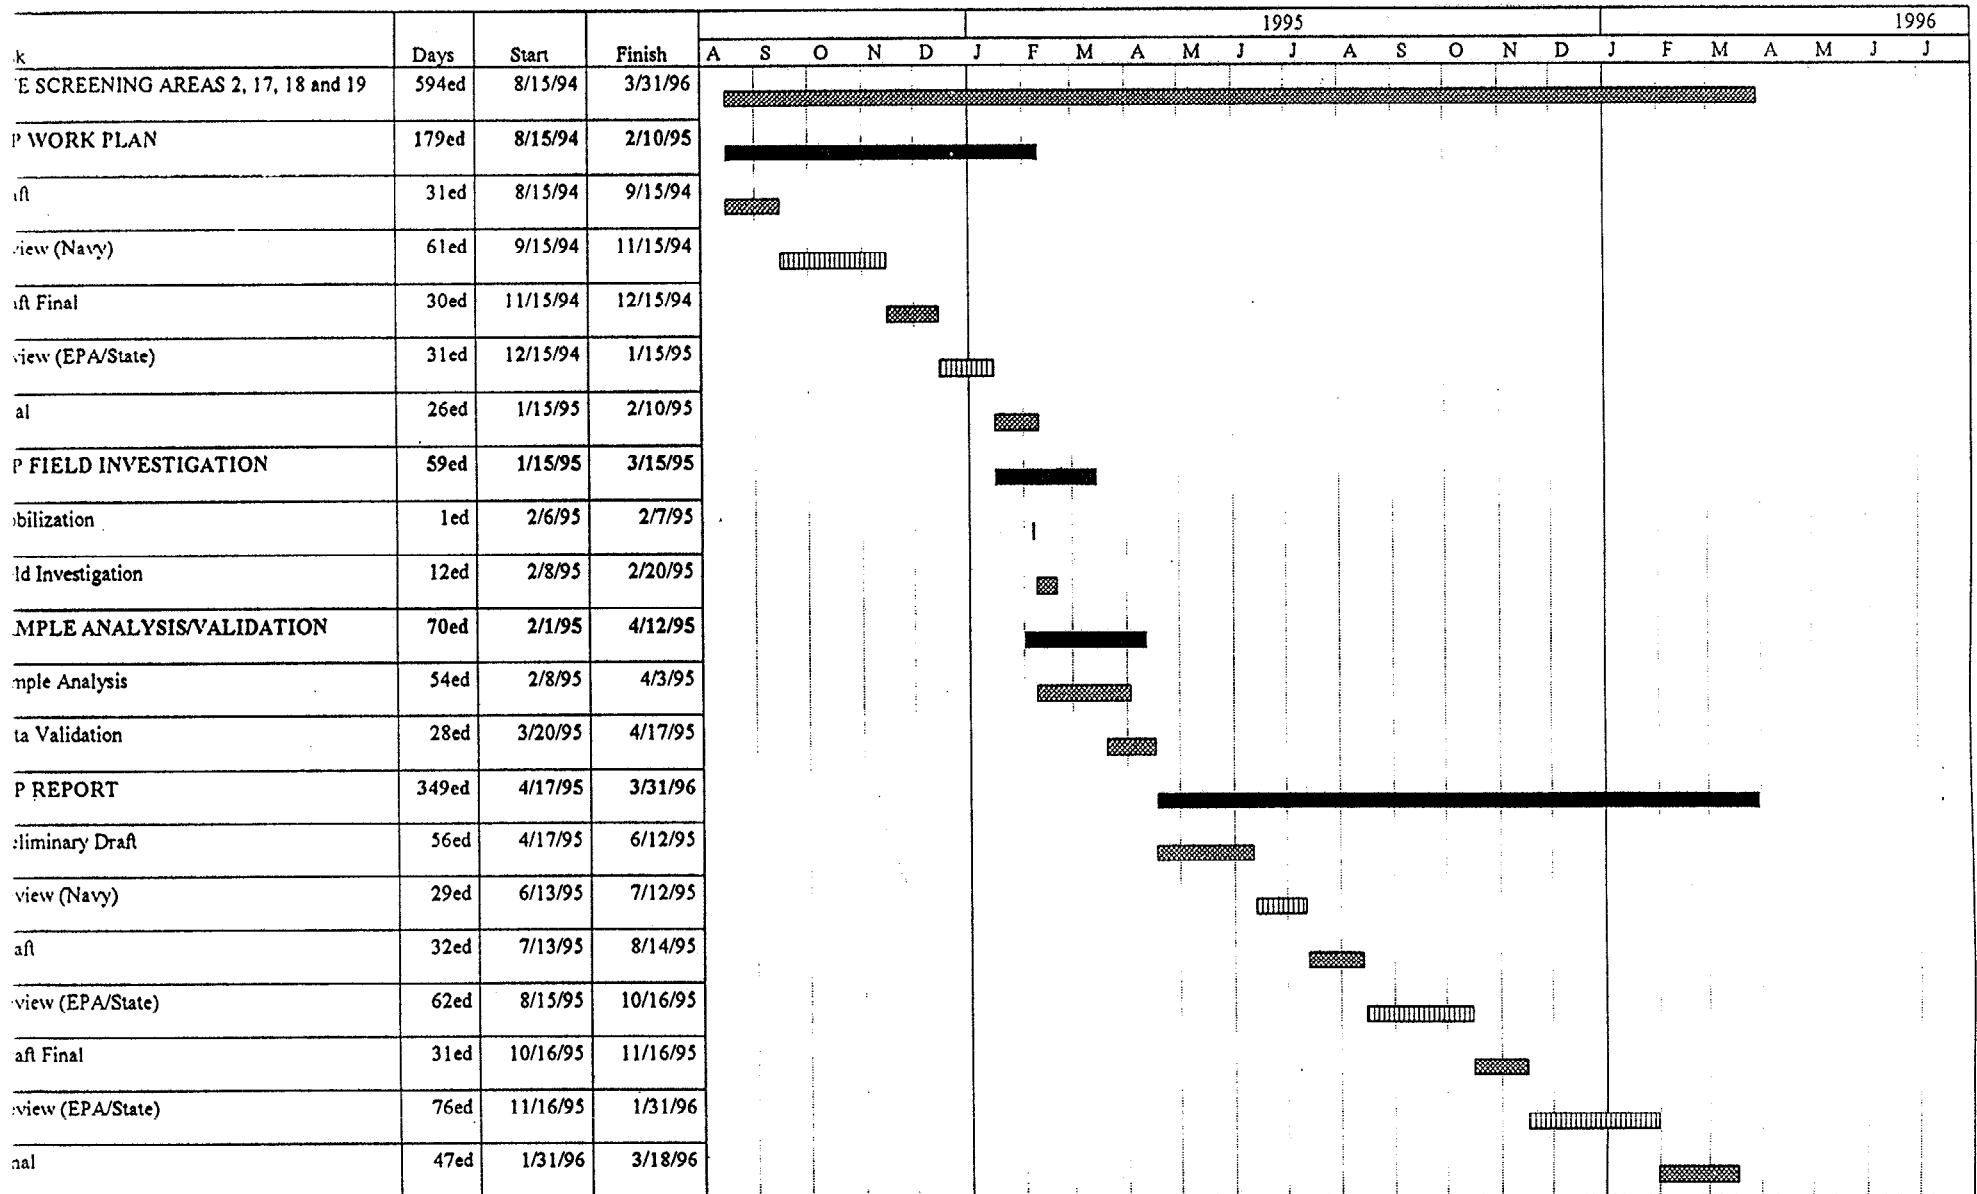 1995 1996
k Days Start Finish A S O N D J F M A M J J A S O N D J F M A M J J
TE SCREENING AREAS 2, 17, 18 and 19 594ed 8/15/94 3/31/96
P WORK PLAN 179ed 8/15/94 2/10/95
aft 31ed 8/15/94 9/15/94
view (Navy) 61ed 9/15/94 11/15/94
aft Final 30ed 11/15/94 12/15/94
view (EPA/State) 31ed 12/15/94 1/15/95
al 26ed 1/15/95 2/10/95
P FIELD INVESTIGATION 59ed 1/15/95 3/15/95
obilization 1ed 2/6/95 2/7/95
ld Investigation 12ed 2/8/95 2/20/95
MPLE ANALYSIS/VALIDATION 70ed 2/1/95 4/12/95
mple Analysis 54ed 2/8/95 4/3/95
ta Validation 28ed 3/20/95 4/17/95
P REPORT 349ed 4/17/95 3/31/96
eliminary Draft 56ed 4/17/95 6/12/95
view (Navy) 29ed 6/13/95 7/12/95
aft 32ed 7/13/95 8/14/95
view (EPA/State) 62ed 8/15/95 10/16/95
aft Final 31ed 10/16/95 11/16/95
eview (EPA/State) 76ed 11/16/95 1/31/96
nal 47ed 1/31/96 3/18/96